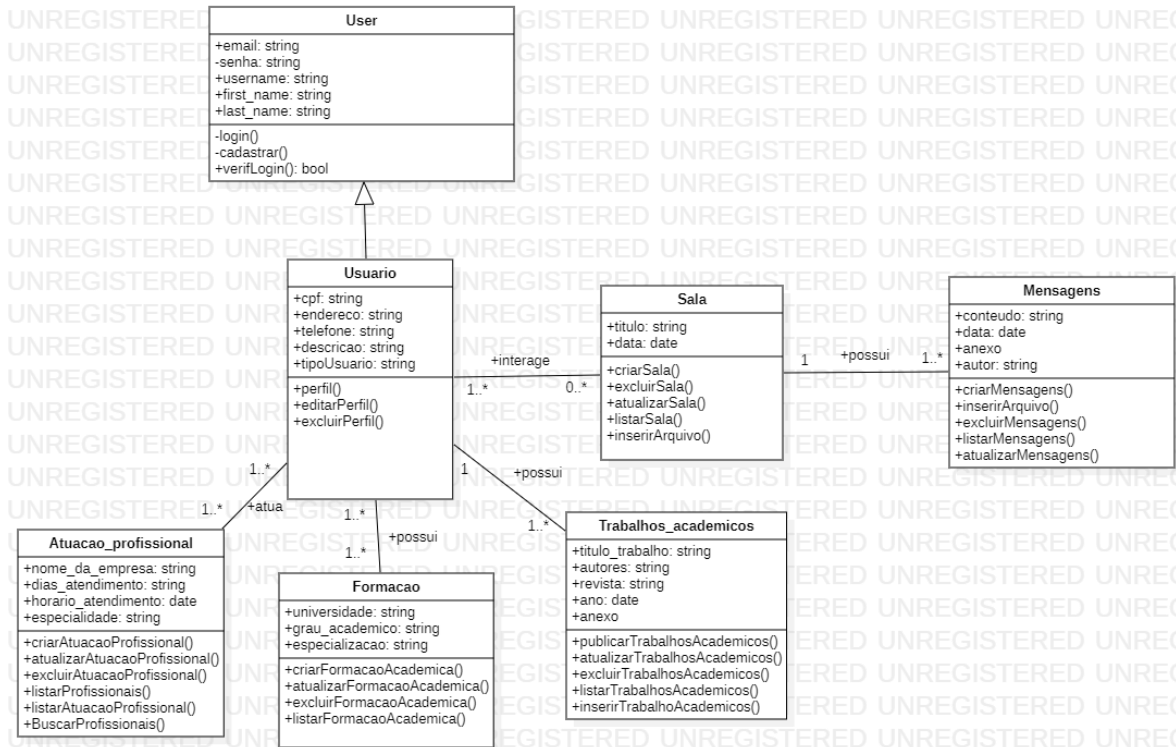 UNREGISTERED UNREGISTERED UNREGISTERED UNREGISTERED UNREGISTERED
User
+email: string
-senha: string
+username: string
+first_name: string
+last_name: string
-login()
-cadastrar()
+verifLogin(): bool
Usuario
+cpf: string
+endereco: string
+telefone: string
+descricao: string
+tipoUsuario: string
+perfil()
+editarPerfil()
+excluirPerfil()
+interage
1..*
0..*
Sala
+titulo: string
+data: date
+criarSala()
+excluirSala()
+atualizarSala()
+listarSala()
+inserirArquivo()
1
+possui
1..*
Mensagens
+conteudo: string
+data: date
+anexo
+autor: string
+criarMensagens()
+inserirArquivo()
+excluirMensagens()
+listarMensagens()
+atualizarMensagens()
1..*
+atua
1..*
1..*
+possui
1..*
1
+possui
1..*
Atuacao_profissional
+nome_da_empresa: string
+dias_atendimento: string
+horario_atendimento: date
+especialidade: string
+criarAtuacaoProfissional()
+atualizarAtuacaoProfissional()
+excluirAtuacaoProfissional()
+listarProfissionais()
+listarAtuacaoProfissional()
+BuscarProfissionais()
Formacao
+universidade: string
+grau_academico: string
+especializacao: string
+criarFormacaoAcademica()
+atualizarFormacaoAcademica()
+excluirFormacaoAcademica()
+listarFormacaoAcademica()
Trabalhos_academicos
+titulo_trabalho: string
+autores: string
+revista: string
+ano: date
+anexo
+publicarTrabalhosAcademicos()
+atualizarTrabalhosAcademicos()
+excluirTrabalhosAcademicos()
+listarTrabalhosAcademicos()
+inserirTrabalhoAcademicos()